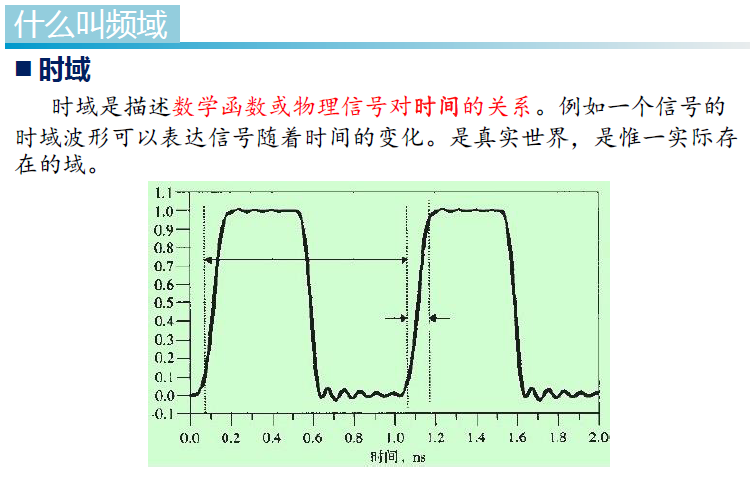 什么叫频域
■ 时域
时域是描述数学函数或物理信号对时间的关系。例如一个信号的
时域波形可以表达信号随着时间的变化。是真实世界，是惟一实际存
在的域。
1.1
1.0
0.9
0.8
0.7
0.6
0.5
0.4
0.3
0.2
0.1
0.0
-0.1
0.0 0.2 0.4 0.6 0.8 1.0 1.2 1.4 1.6 1.8 2.0
时间，ns